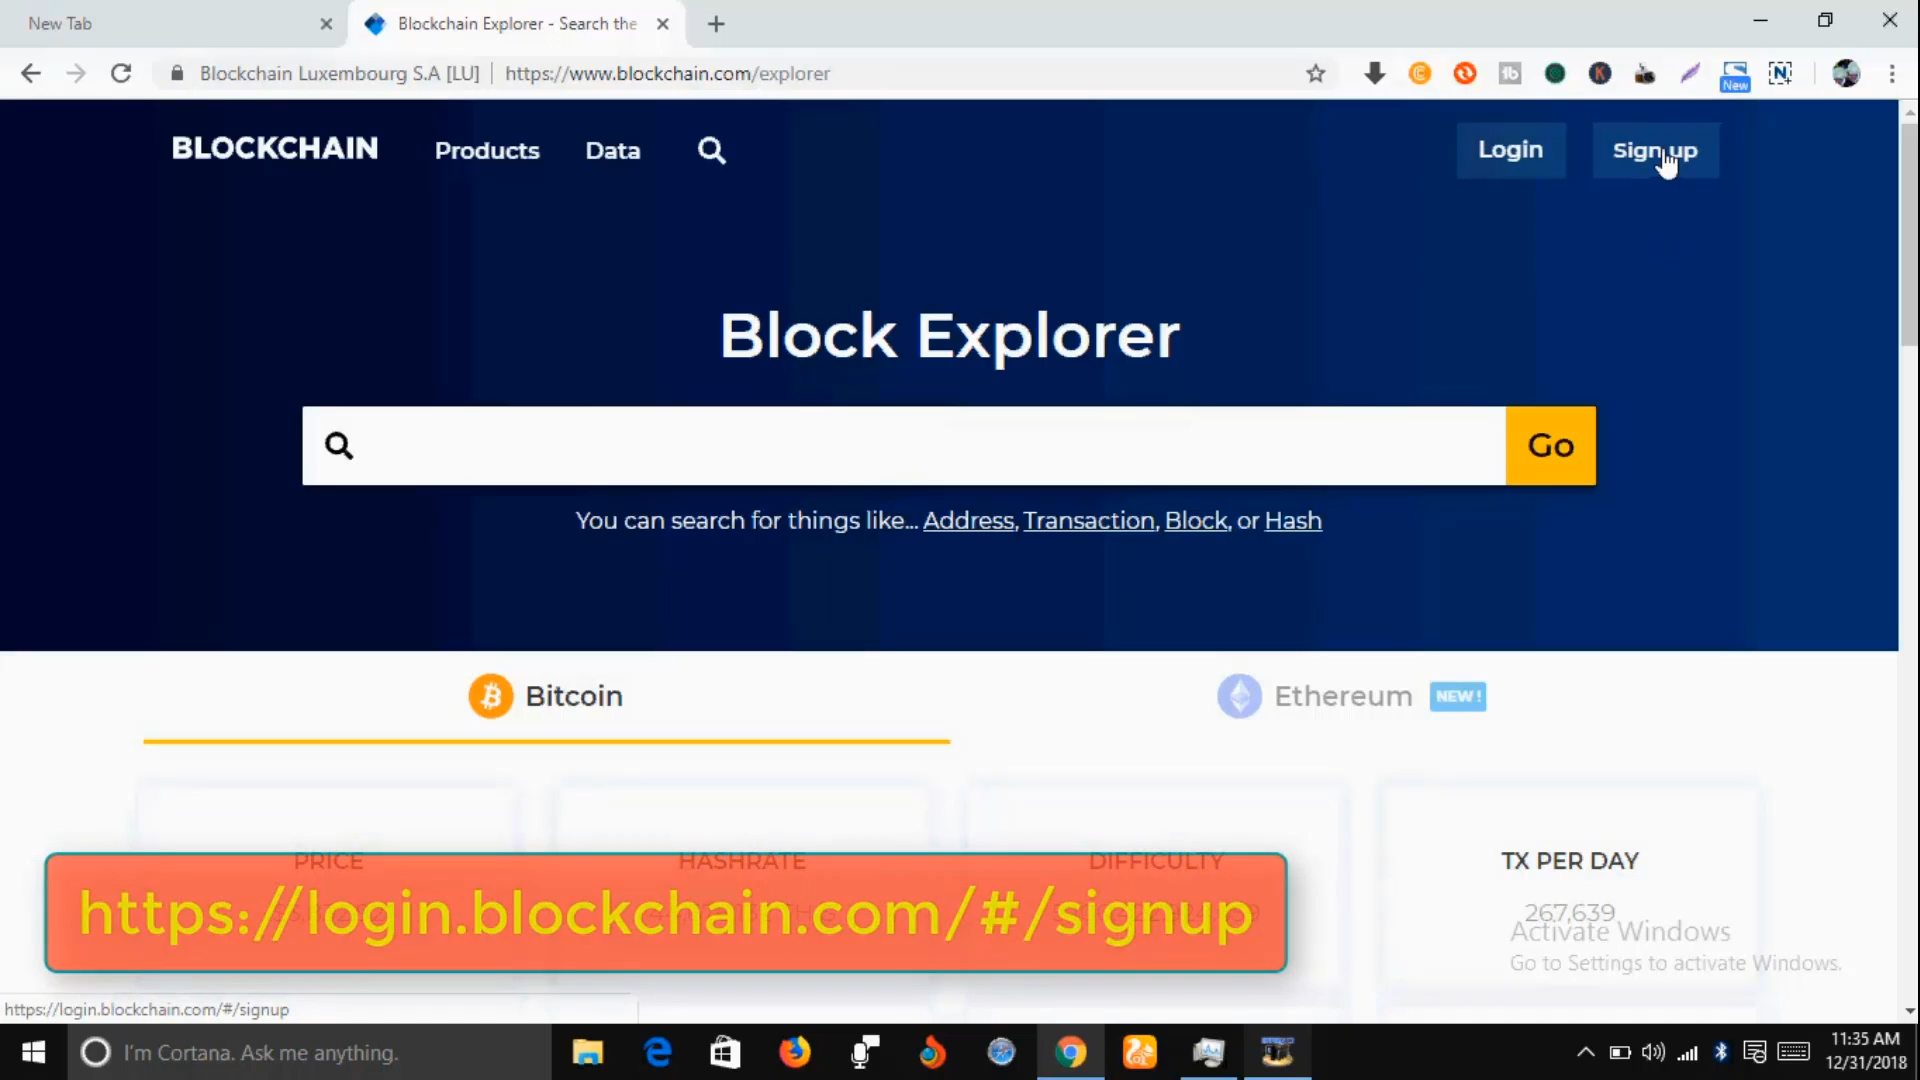 New Tab
Blockchain Explorer - Search the
Blockchain Luxembourg S.A [LU] https://www.blockchain.com/explorer
New
BLOCKCHAIN Products Data Login Sign up
Block Explorer
Go
You can search for things like... Address, Transaction, Block, or Hash
Bitcoin Ethereum NEW!
PRICE HASHRATE DIFFICULTY TX PER DAY
https://login.blockchain.com/#/signup
267,639
Activate Windows
Go to Settings to activate Windows.
https://login.blockchain.com/#/signup
I'm Cortana. Ask me anything.
11:35 AM
12/31/2018